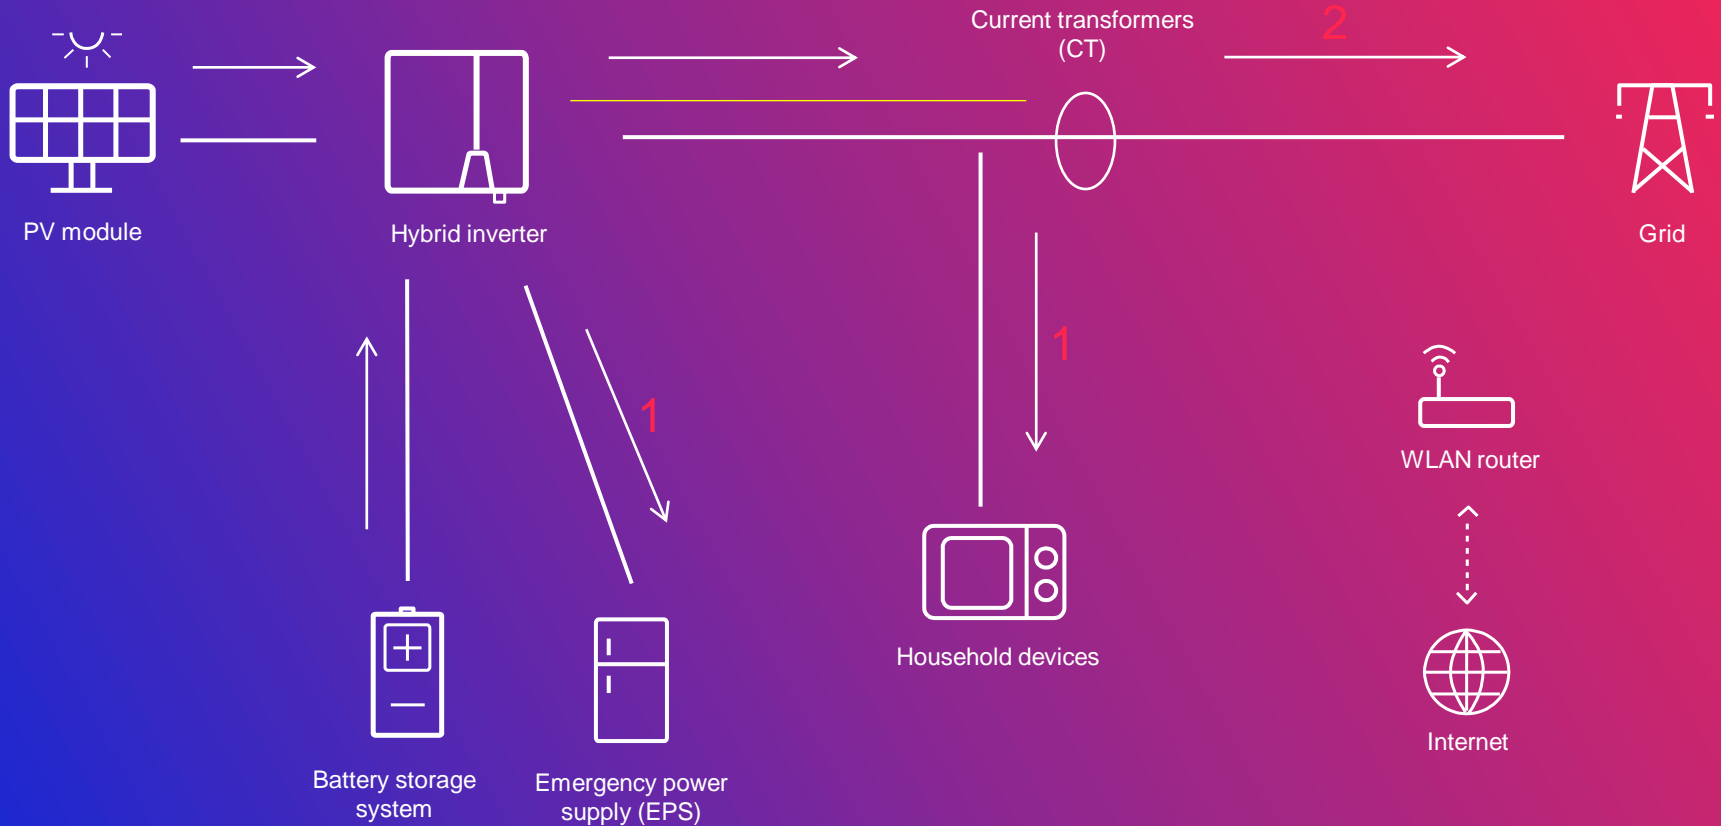 Current transformers
(CT)
2
PV module
Hybrid inverter
Grid
1
1
WLAN router
Household devices
Internet
Battery storage
system
Emergency power
supply (EPS)